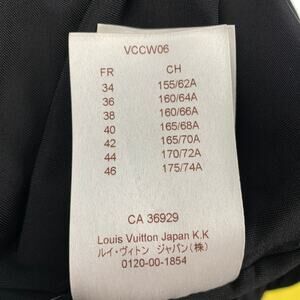 VCCW06
FR CH
34 155/62A
36 160/64A
38 160/66A
40 165/68A
42 165/70A
44 170/72A
46 175/74A
CA 36929
Louis Vuitton Japan K.K
ルイ・ヴィトン ジャパン(株)
0120-00-1854